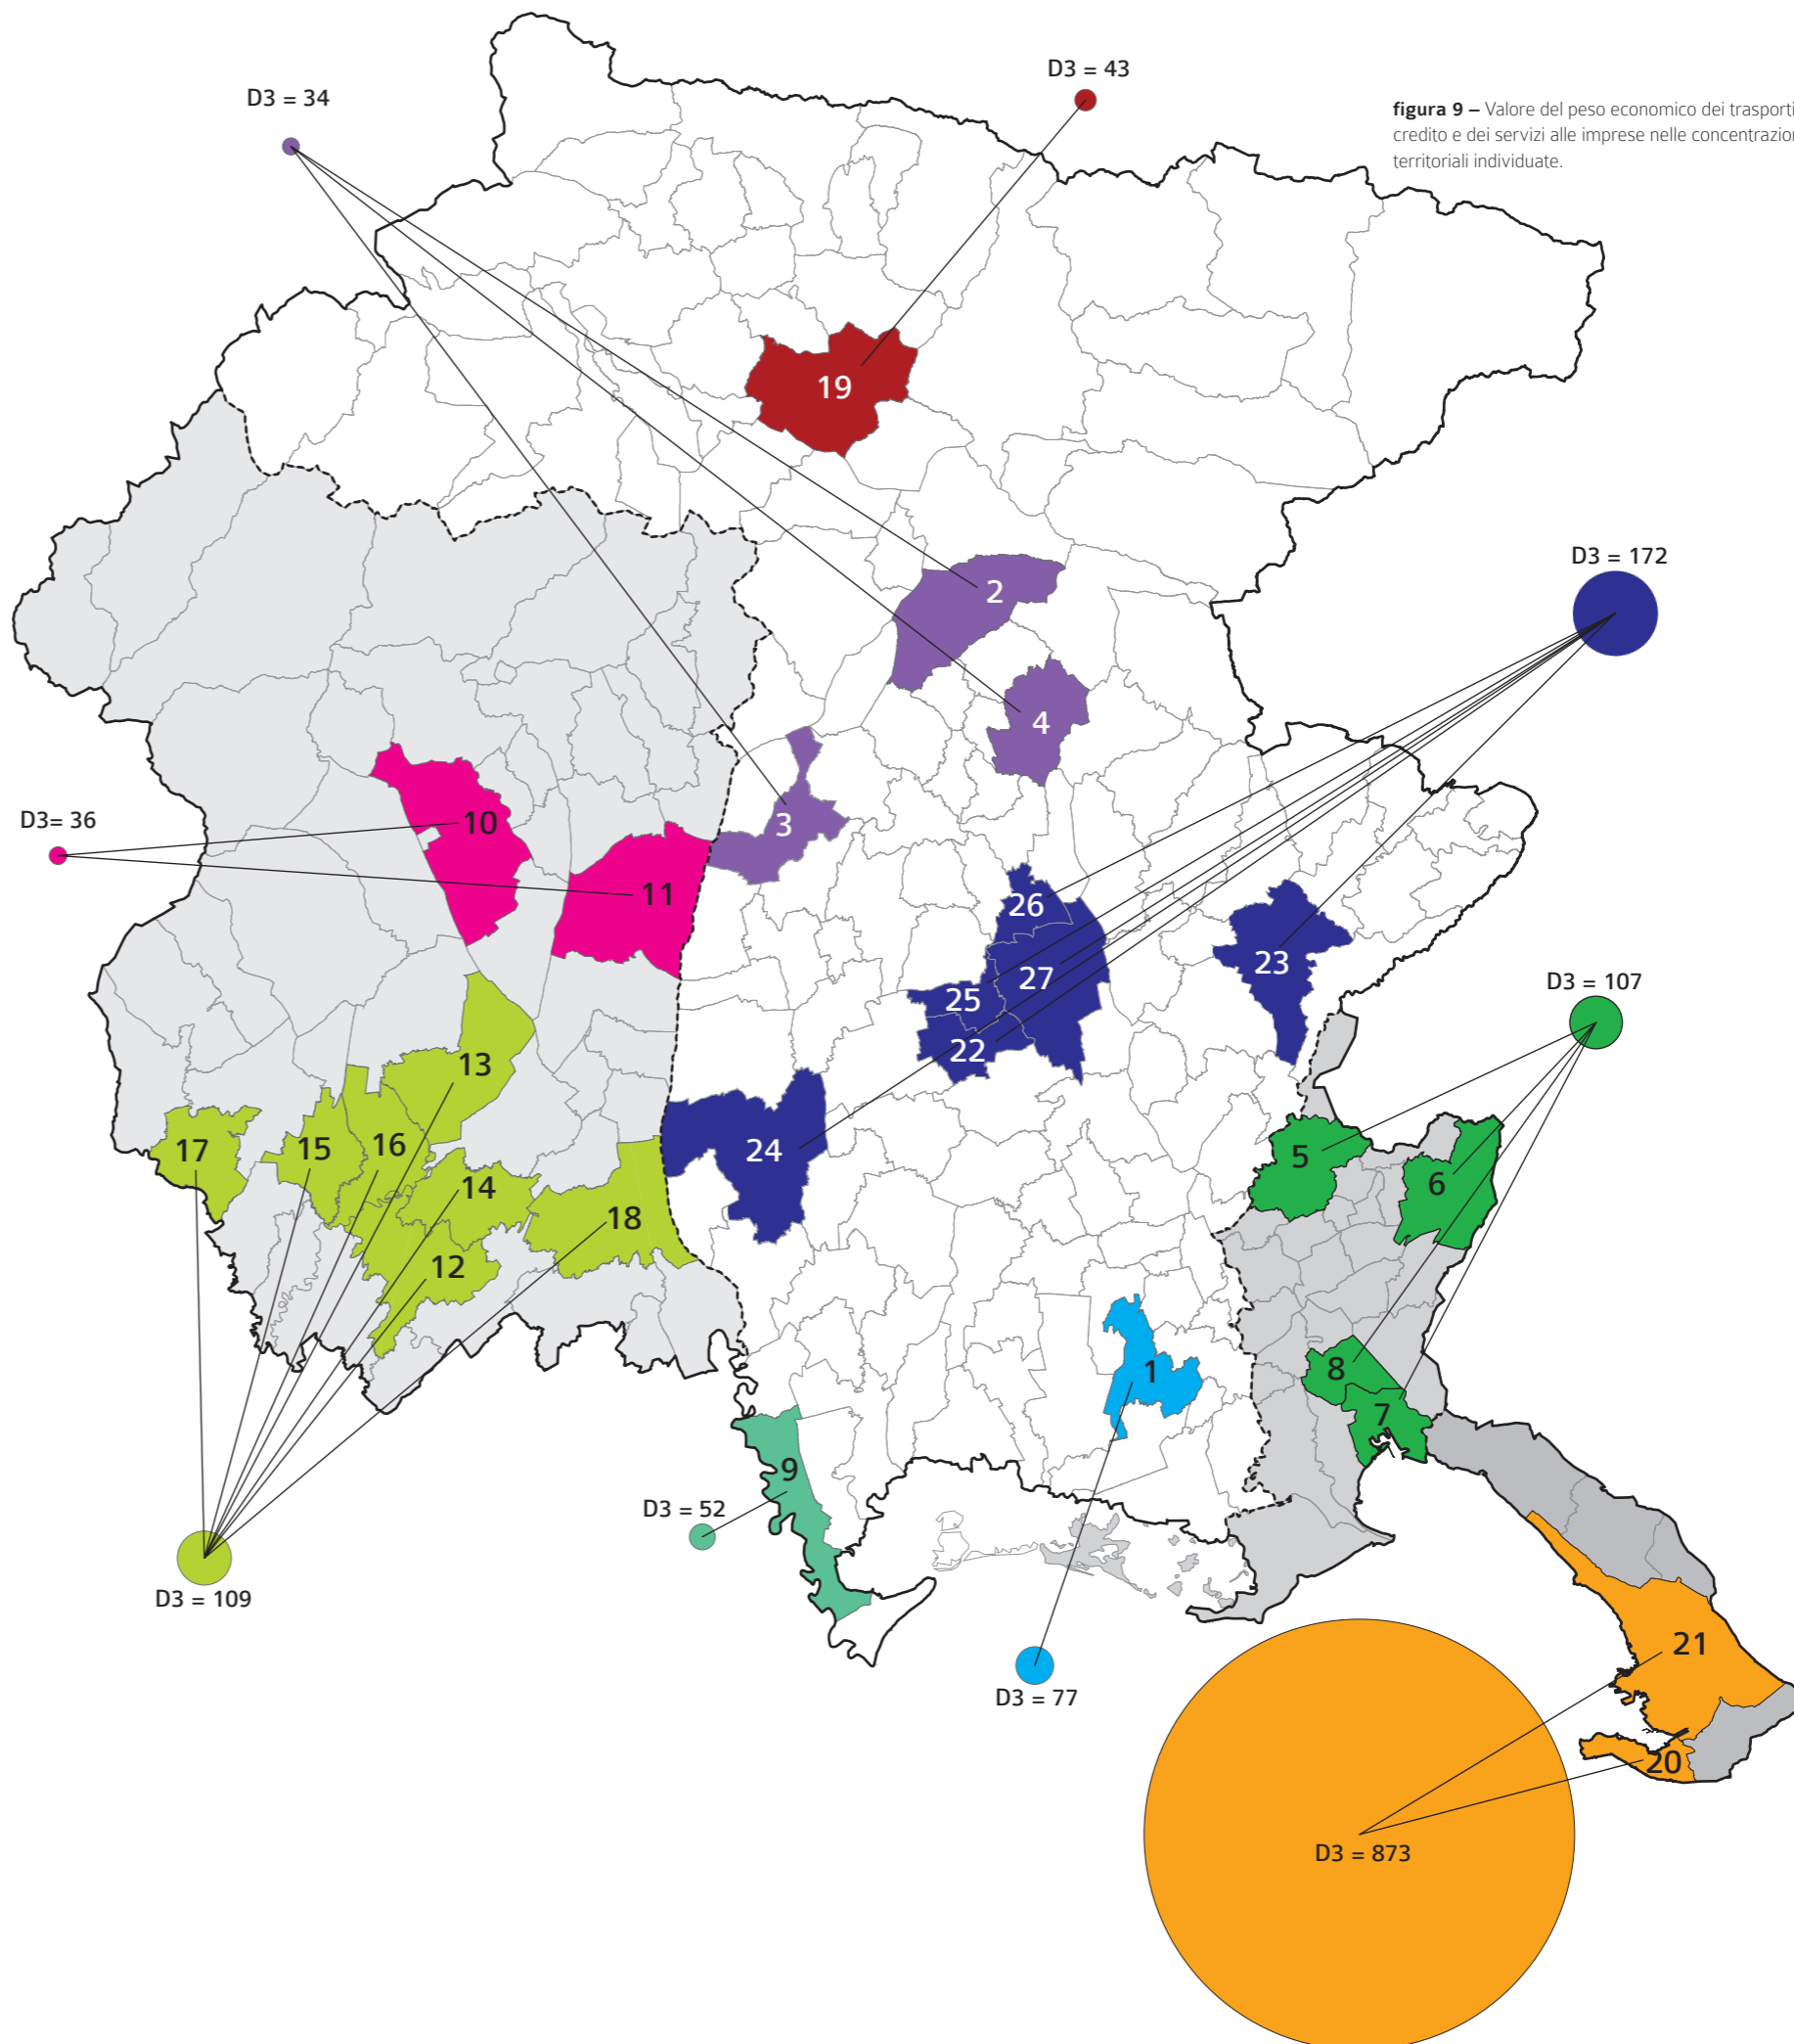 D3 = 43
D3 = 34
figura 9 – Valore del peso economico dei trasporti
credito e dei servizi alle imprese nelle
territoriali individuate.
19
D3 = 172
2
4
D3= 36
10
3
11
26
23
27
25
D3 = 107
22
13
17
15
16
24
5
14
6
18
12
1
8
7
9
D3 = 52
D3 = 109
21
D3 = 77
20
D3 = 873